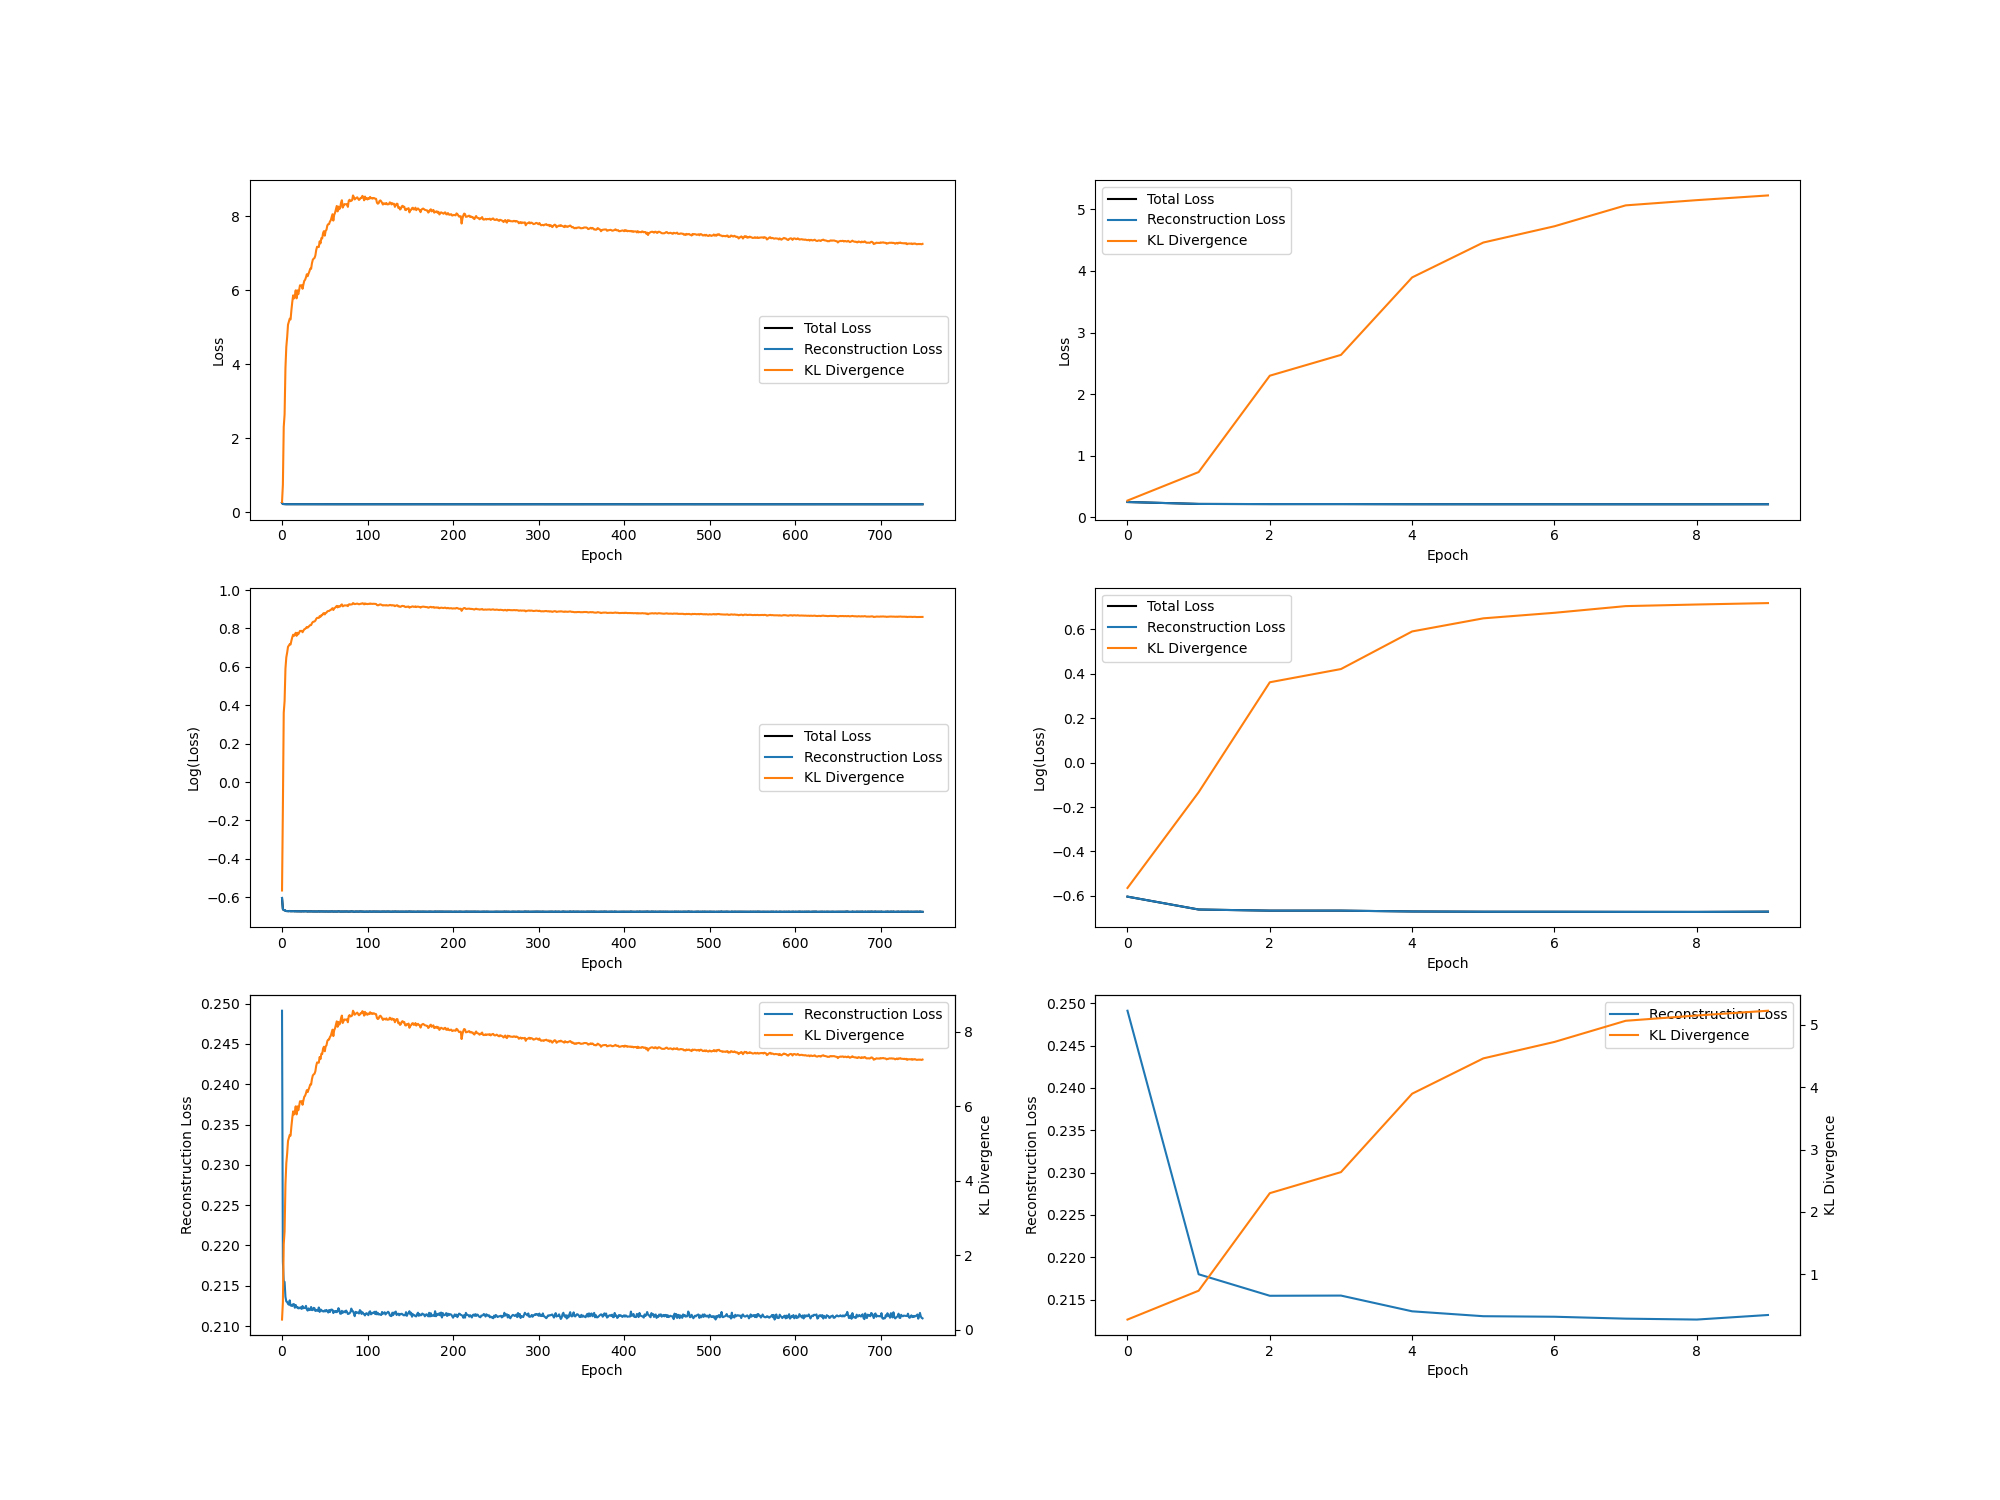 8
6
4
2
0
Loss
Total Loss
Reconstruction Loss
KL Divergence
0 100 200 300 400 500 600 700
Epoch
5
4
3
2
1
0
Loss
Total Loss
Reconstruction Loss
KL Divergence
0 2 4 6 8
Epoch
1.0
0.8
0.6
0.4
0.2
0.0
−0.2
−0.4
−0.6
Log(Loss)
Total Loss
Reconstruction Loss
KL Divergence
0 100 200 300 400 500 600 700
Epoch
0.6
0.4
0.2
0.0
−0.2
−0.4
−0.6
Log(Loss)
Total Loss
Reconstruction Loss
KL Divergence
0 2 4 6 8
Epoch
0.250
0.245
0.240
0.235
0.230
0.225
0.220
0.215
0.210
Reconstruction Loss
Reconstruction Loss
KL Divergence
8
6
4
2
0
KL Divergence
0 100 200 300 400 500 600 700
Epoch
0.250
0.245
0.240
0.235
0.230
0.225
0.220
0.215
Reconstruction Loss
Reconstruction Loss
KL Divergence
5
4
3
2
1
KL Divergence
0 2 4 6 8
Epoch